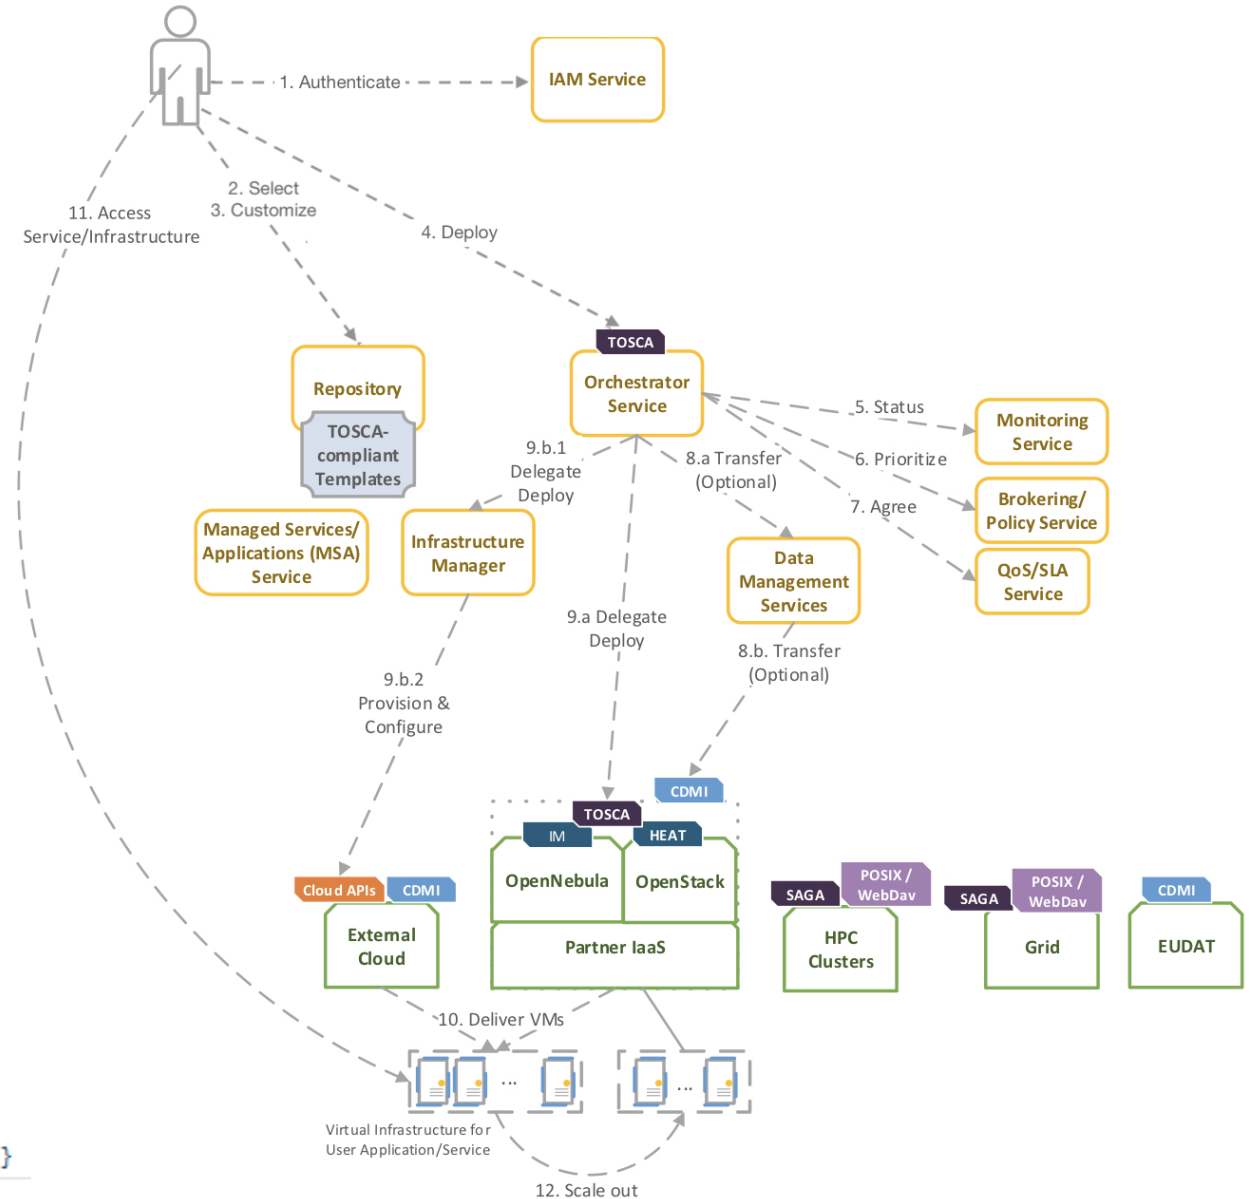 1. Authenticate
IAM Service
2. Select
3. Customize
11. Access
Service/Infrastructure
4. Deploy
TOSCA
Repository
TOSCA-
compliant
Templates
Orchestrator
Service
5. Status
Monitoring
Service
6. Prioritize
Brokering/
Policy Service
7. Agree
QoS/SLA
Service
9.b.1
Delegate
Deploy
8.a Transfer
(Optional)
Managed Services/
Applications (MSA)
Service
Infrastructure
Manager
Data
Management
Services
9.a Delegate
Deploy
8.b. Transfer
(Optional)
9.b.2
Provision &
Configure
CDMI
TOSCA
IM
HEAT
Cloud APIs
CDMI
External
Cloud
OpenNebula
OpenStack
Partner IaaS
SAGA
POSIX /
WebDav
HPC
Clusters
SAGA
POSIX /
WebDav
Grid
CDMI
EUDAT
10. Deliver VMs
...
...
Virtual Infrastructure for
User Application/Service
}
12. Scale out